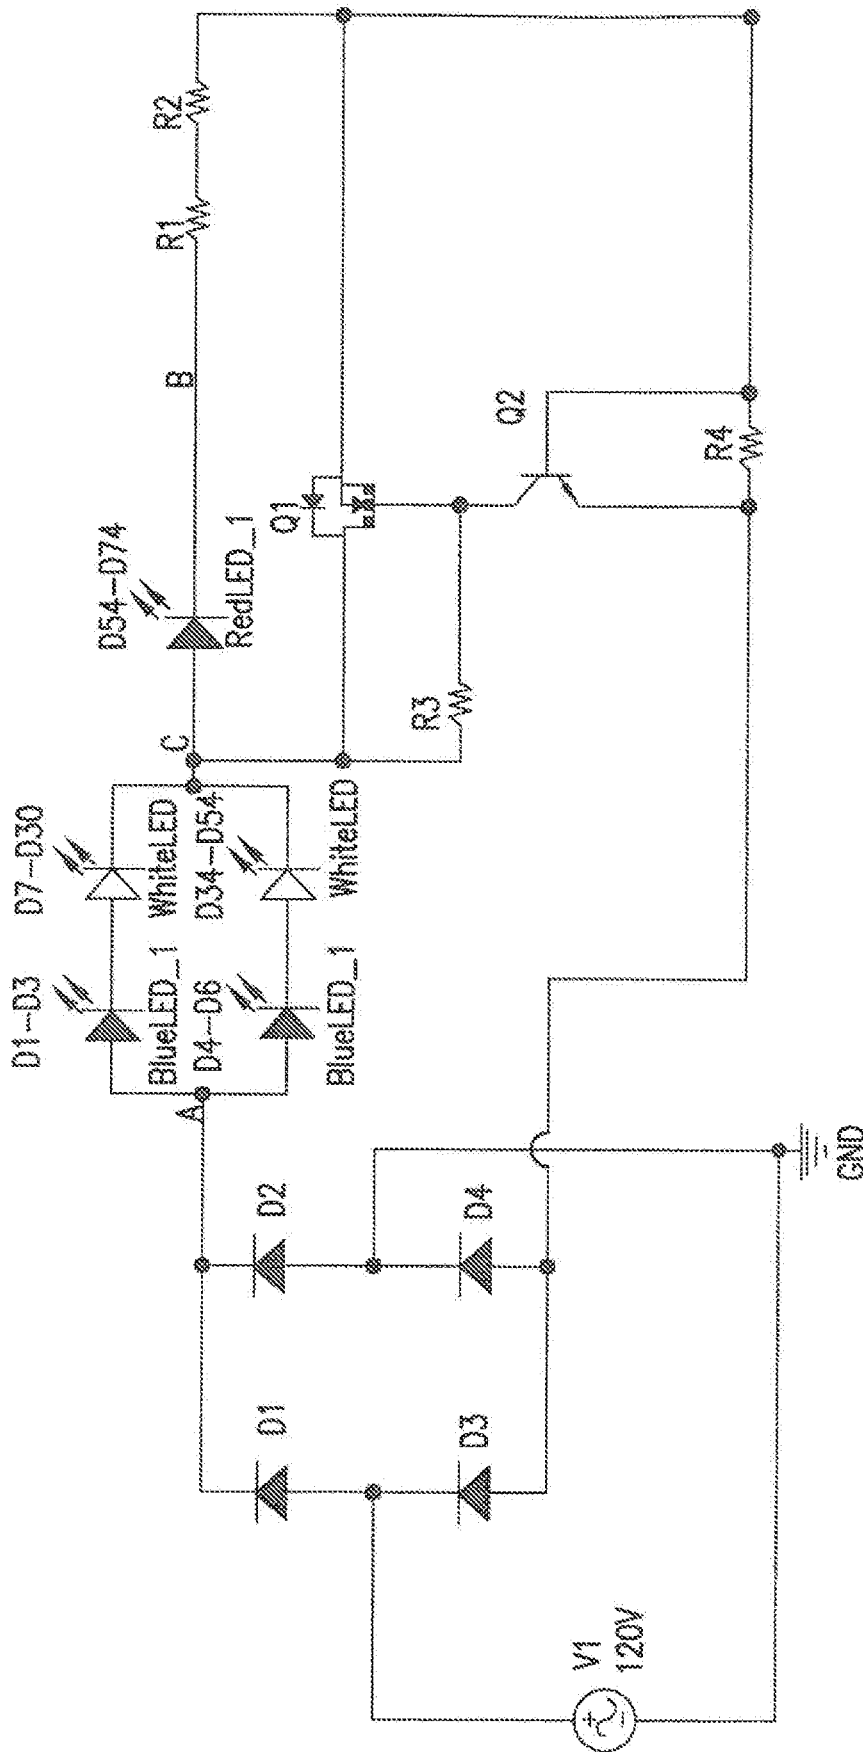 D1-D3
D7-D30
D54-D74
R1
R2
BlueLED_1
WhiteLED
C
RedLED_1
B
D4-D6
D34-D54
A
BlueLED_1
WhiteLED
Q1
D1
D2
R3
D3
D4
Q2
R4
V1
120V
GND